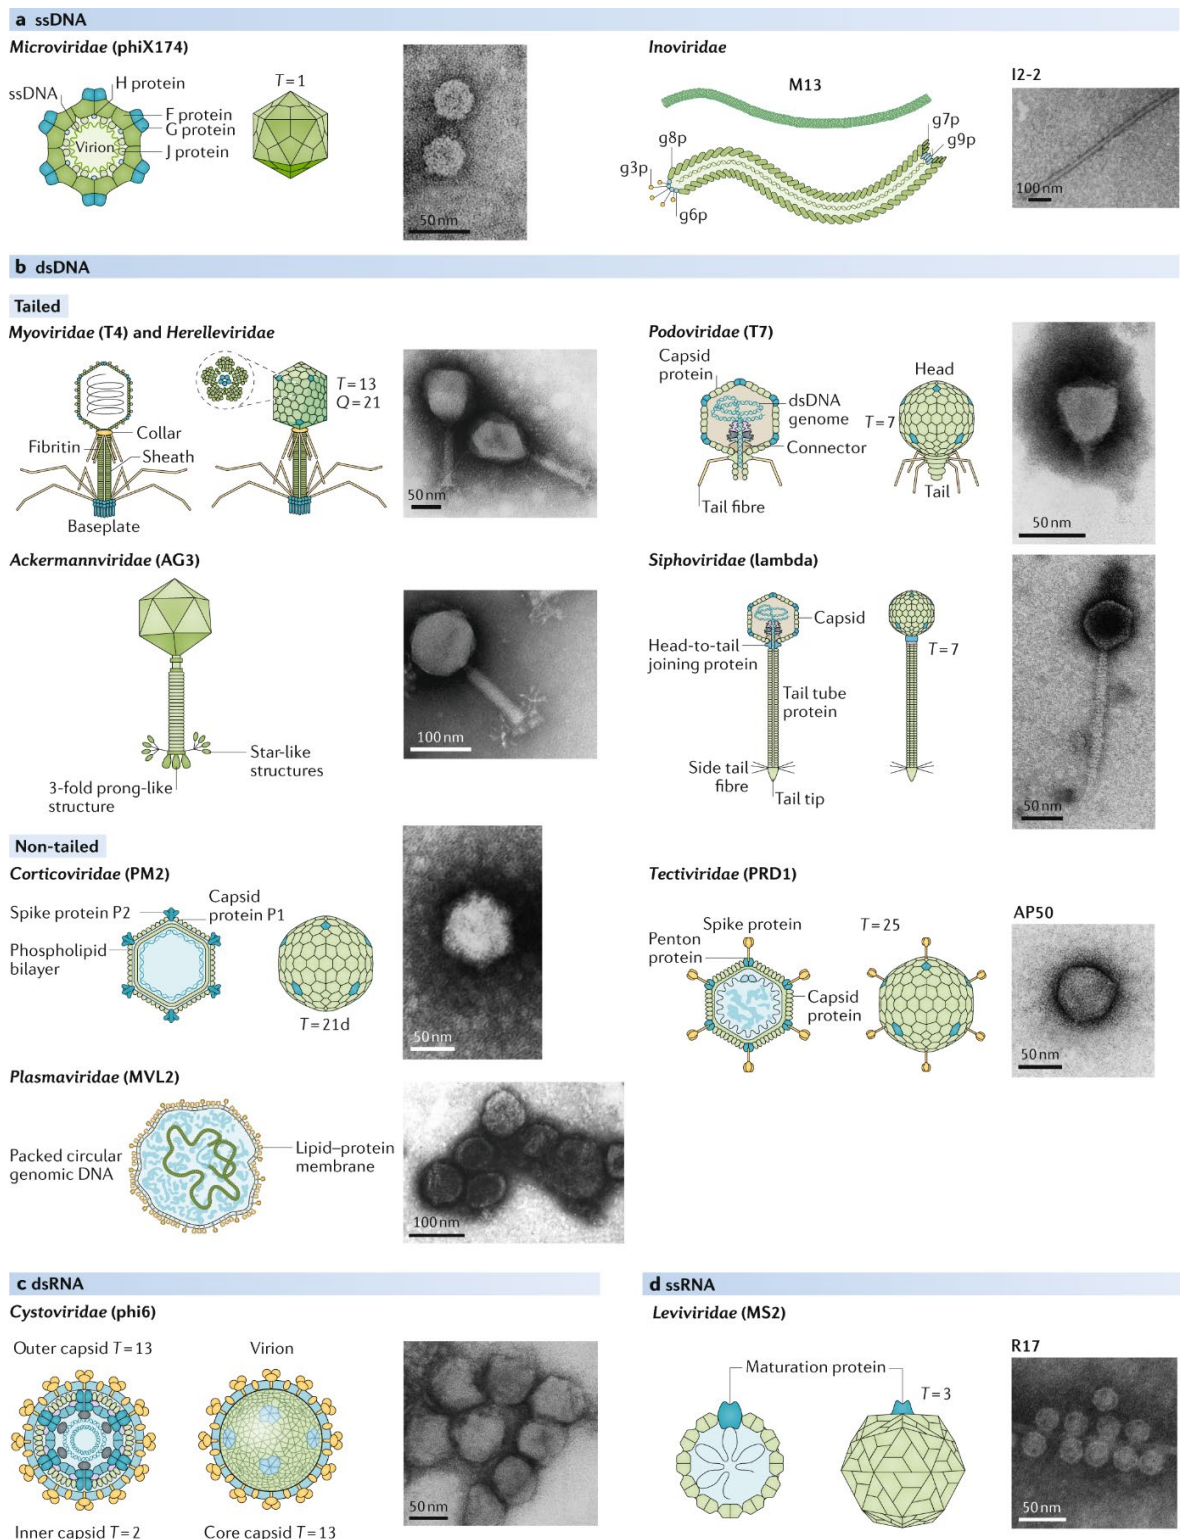 a ssDNA
Microviridae (phiX174)
H protein
ssDNA
F protein
G protein
Virion
J protein
T = 1
50 nm
Inoviridae
M13
g7p
g9p
g8p
g3p
g6p
I2-2
100 nm
b dsDNA
Tailed
Myoviridae (T4) and Herelleviridae
T = 13
Q = 21
Collar
Fibritin
Sheath
Baseplate
50 nm
Podoviridae (T7)
Capsid
protein
Head
dsDNA
genome
T = 7
Connector
Tail fibre
Tail
50 nm
Ackermannviridae (AG3)
Star-like
structures
3-fold prong-like
structure
100 nm
Siphoviridae (lambda)
Capsid
Head-to-tail
joining protein
T = 7
Tail tube
protein
Side tail
fibre
Tail tip
50 nm
Non-tailed
Corticoviridae (PM2)
Spike protein P2
Capsid
protein P1
Phospholipid
bilayer
T = 21d
50 nm
Tectiviridae (PRD1)
Spike protein
T = 25
Penton
protein
Capsid
protein
AP50
50 nm
Plasmaviridae (MVL2)
Packed circular
genomic DNA
Lipid–protein
membrane
100 nm
c dsRNA
Cystoviridae (phi6)
Outer capsid T = 13
Virion
Inner capsid T = 2
Core capsid T = 13
50 nm
d ssRNA
Leviviridae (MS2)
Maturation protein
T = 3
R17
50 nm